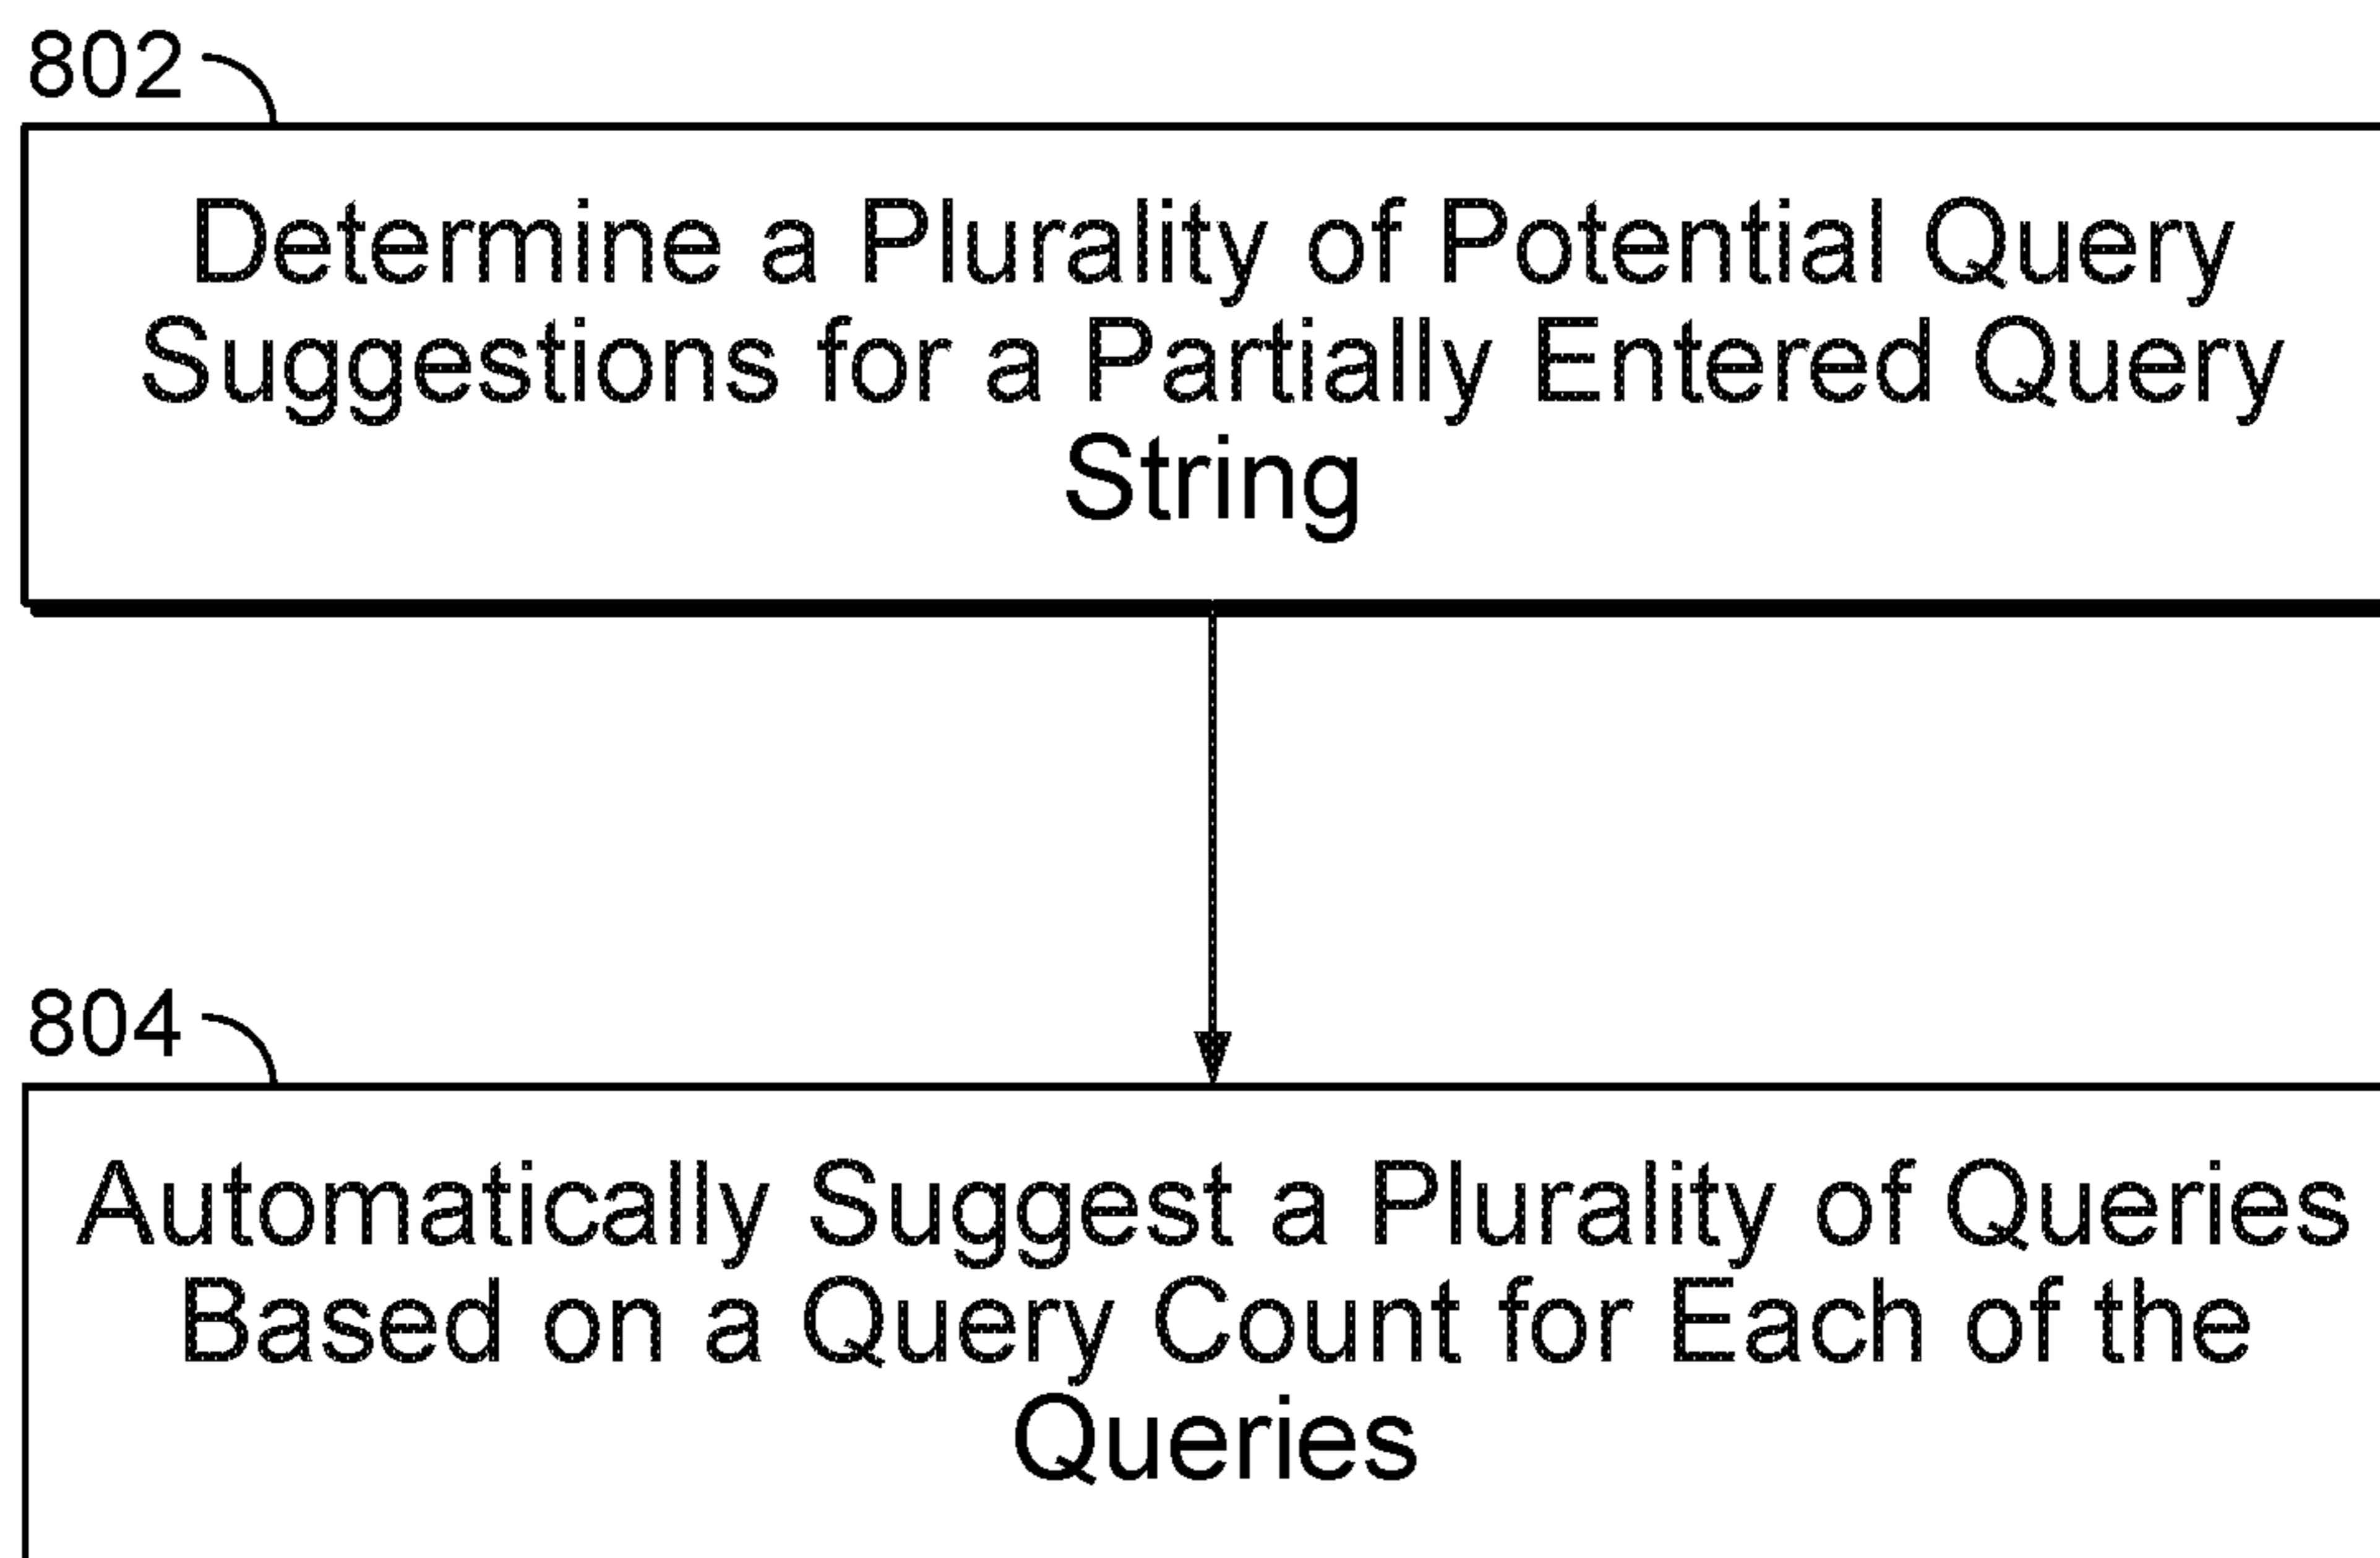 802
Determine a Plurality of Potential Query
Suggestions for a Partially Entered Query
String
804
Automatically Suggest a Plurality of Queries
Based on a Query Count for Each of the
Queries